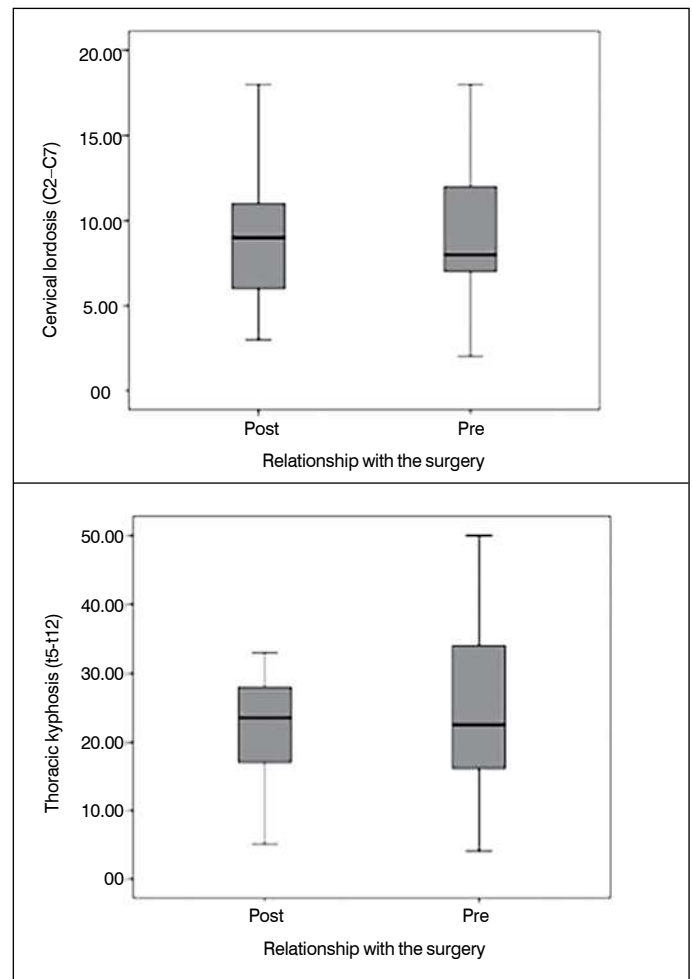 Cervical lordosis (C2–C7)
20.00
15.00
10.00
5.00
00
Post
Pre
Relationship with the surgery
Thoracic kyphosis (t5-t12)
50.00
40.00
30.00
20.00
10.00
00
Post
Pre
Relationship with the surgery